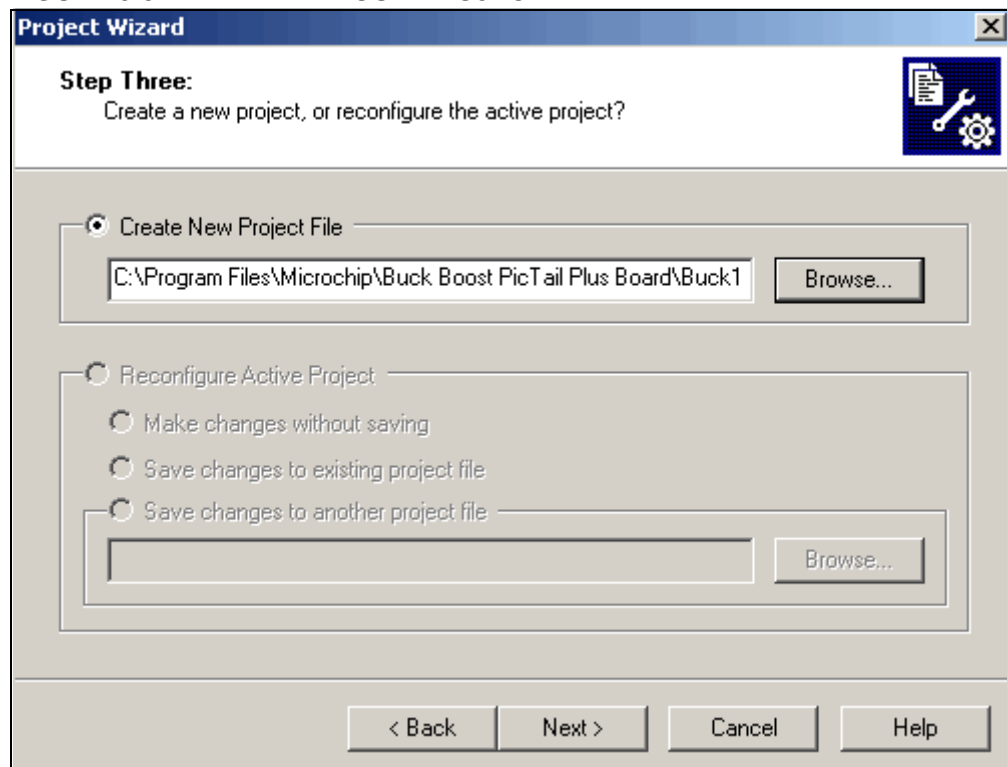 Project Wizard
Step Three:
Create a new project, or reconfigure the active project?
Create New Project File
C:\Program Files\Microchip\Buck Boost PicTail Plus Board\Buck1
Browse...
Reconfigure Active Project
Make changes without saving
Save changes to existing project file
Save changes to another project file
Browse...
< Back
Next >
Cancel
Help